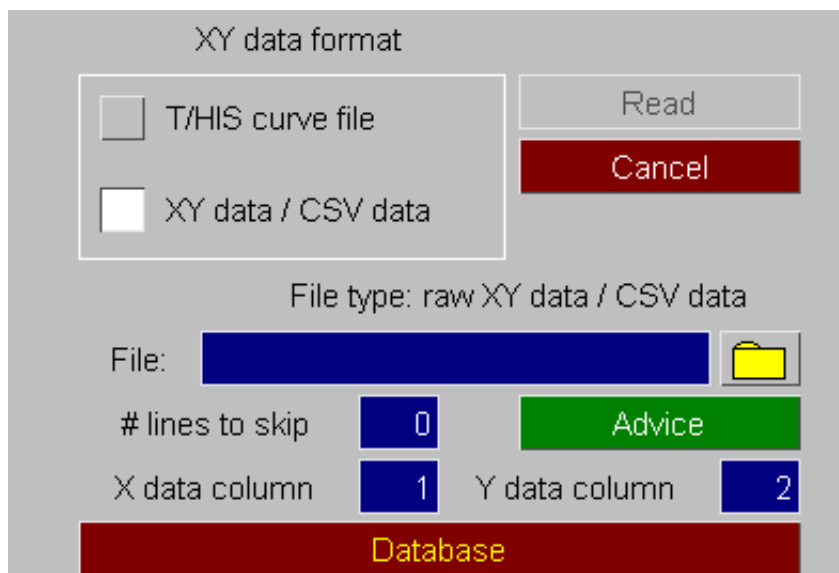 XY data format
T/HIS curve file
Read
Cancel
XY data / CSV data
File type: raw XY data / CSV data
File:
# lines to skip 0 Advice
X data column 1 Y data column 2
Database